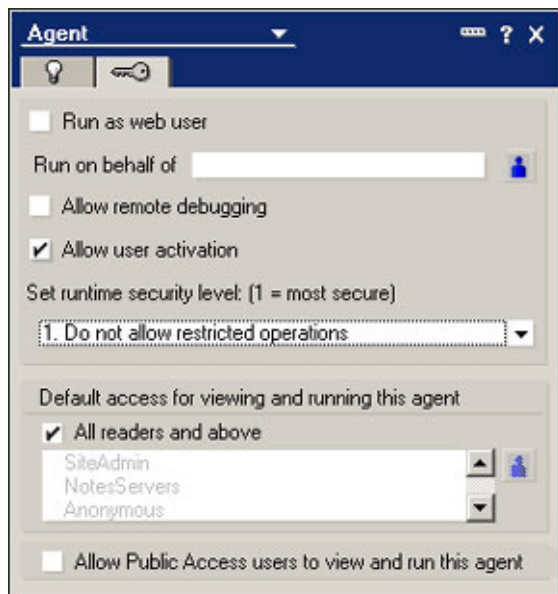 Agent
? X
Run as web user
Run on behalf of
Allow remote debugging
Allow user activation
Set runtime security level: (1 = most secure)
1. Do not allow restricted operations
Default access for viewing and running this agent
All readers and above
SiteAdmin
NotesServers
Anonymous
Allow Public Access users to view and run this agent